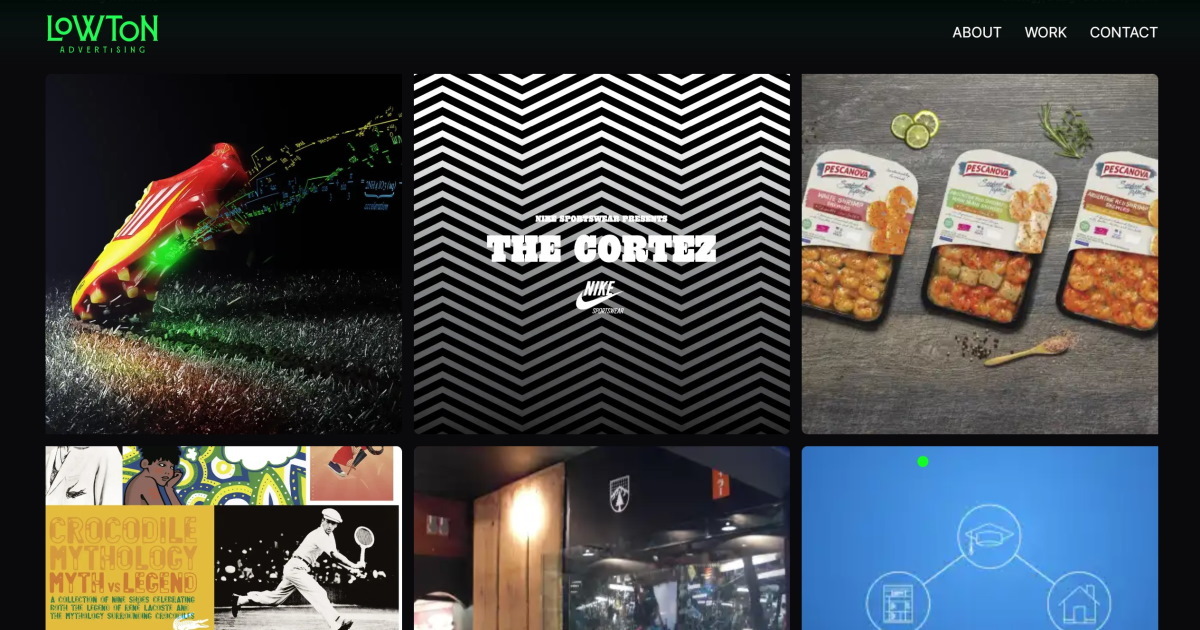 LOWTON
ADVERTISING
ABOUT
WORK
CONTACT
NIKE SPORTSWEAR PRESENTS
THE CORTEZ
NIKE
SPORTSWEAR
PESCANOVA
PESCANOVA
PESCANOVA
CROCODILE
MYTHOLOGY
MYTH VS LEGEND
A COLLECTION OF NINE SHOES CELEBRATING
BOTH THE LEGEND OF RENÉ LACOSTE AND
THE MYTHOLOGY SURROUNDING CROCODILES